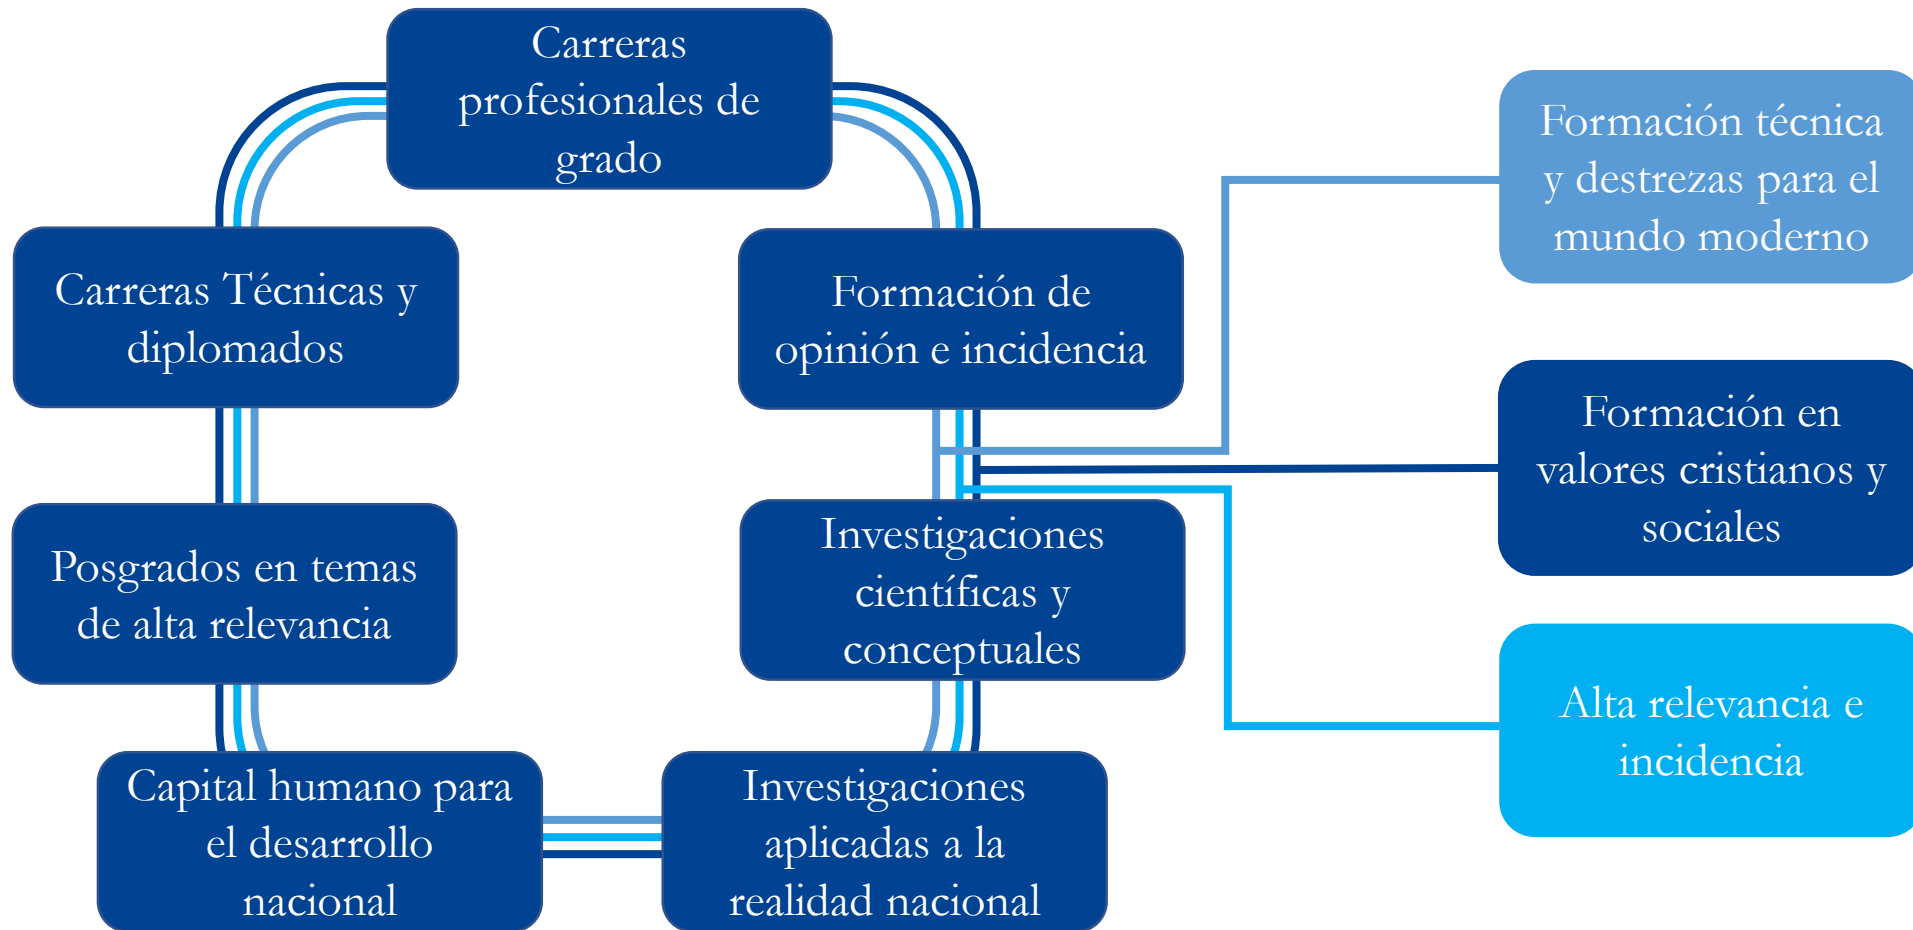 Carreras
profesionales de
grado
Formación técnica
y destrezas para el
mundo moderno
Carreras Técnicas y
diplomados
Formación de
opinión e incidencia
Formación en
valores cristianos y
sociales
Posgrados en temas
de alta relevancia
Investigaciones
científicas y
conceptuales
Alta relevancia e
incidencia
Capital humano para
el desarrollo
nacional
Investigaciones
aplicadas a la
realidad nacional